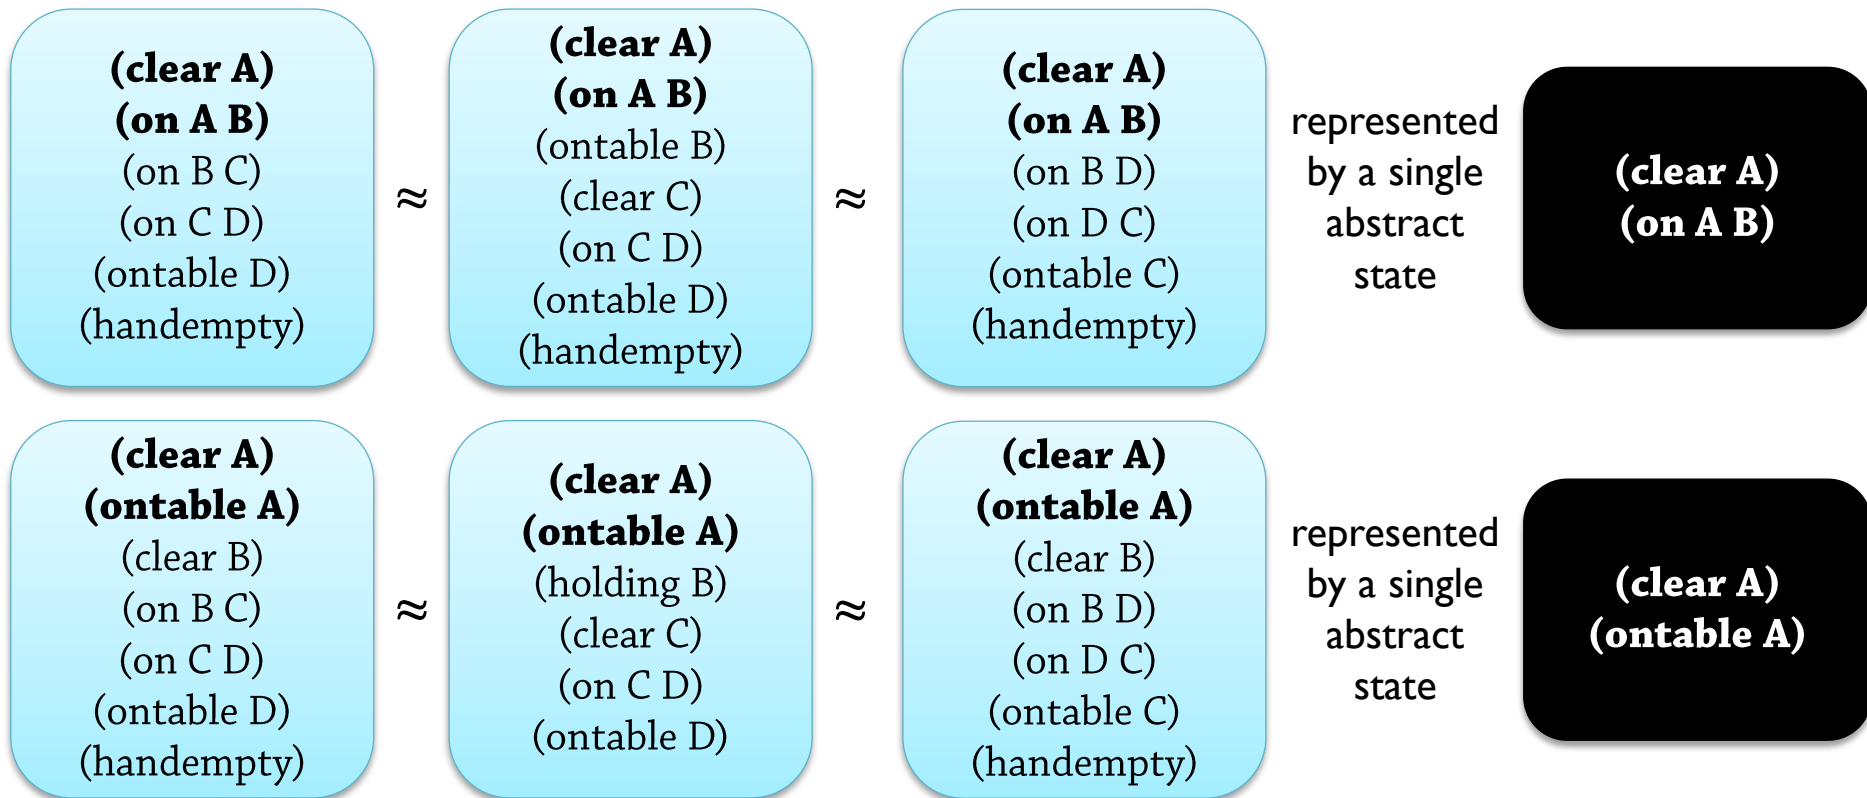 (clear A)
(on A B)
(on B C)
(on C D)
(ontable D)
(handempty)
≈
(clear A)
(on A B)
(ontable B)
(clear C)
(on C D)
(ontable D)
(handempty)
≈
(clear A)
(on A B)
(on B D)
(on D C)
(ontable C)
(handempty)
represented
by a single
abstract
state
(clear A)
(on A B)
(clear A)
(ontable A)
(clear B)
(on B C)
(on C D)
(ontable D)
(handempty)
≈
(clear A)
(ontable A)
(holding B)
(clear C)
(on C D)
(ontable D)
≈
(clear A)
(ontable A)
(clear B)
(on B D)
(on D C)
(ontable C)
(handempty)
represented
by a single
abstract
state
(clear A)
(ontable A)